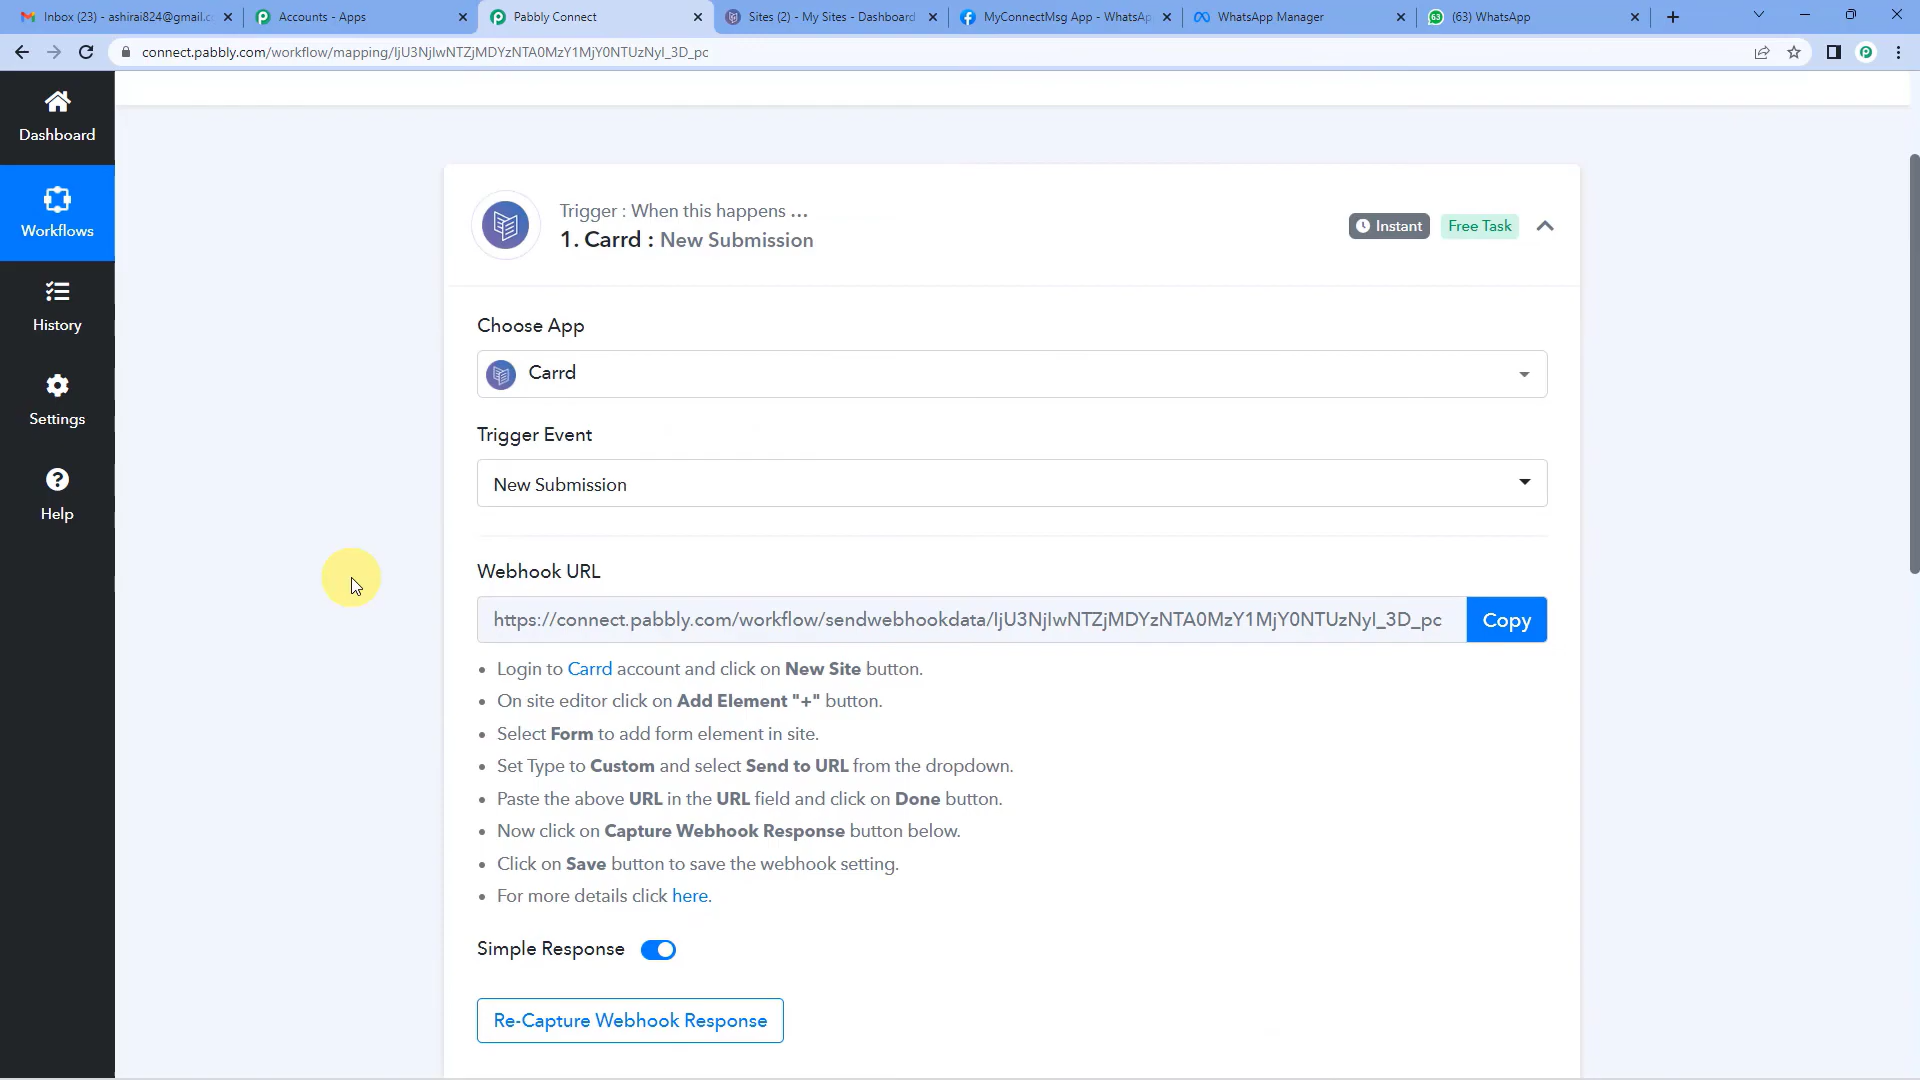 Inbox (23) - ashirai824@gmail.c
Accounts - Apps
Pabbly Connect
Sites (2) - My Sites - Dashboard
MyConnectMsg App - WhatsAp
WhatsApp Manager
(63) WhatsApp
connect.pabbly.com/workflow/mapping/IjU3NjIwNTZjMDYzNTA0MzY1MjY0NTUzNyI_3D_pc
Dashboard
Workflows
History
Settings
Help
Trigger : When this happens ...
1. Carrd : New Submission
Instant
Free Task
Choose App
Carrd
Trigger Event
New Submission
Webhook URL
https://connect.pabbly.com/workflow/sendwebhookdata/IjU3NjIwNTZjMDYzNTA0MzY1MjY0NTUzNyI_3D_pc
Copy
• Login to Carrd account and click on New Site button.
• On site editor click on Add Element "+" button.
• Select Form to add form element in site.
• Set Type to Custom and select Send to URL from the dropdown.
• Paste the above URL in the URL field and click on Done button.
• Now click on Capture Webhook Response button below.
• Click on Save button to save the webhook setting.
• For more details click here.
Simple Response
Re-Capture Webhook Response